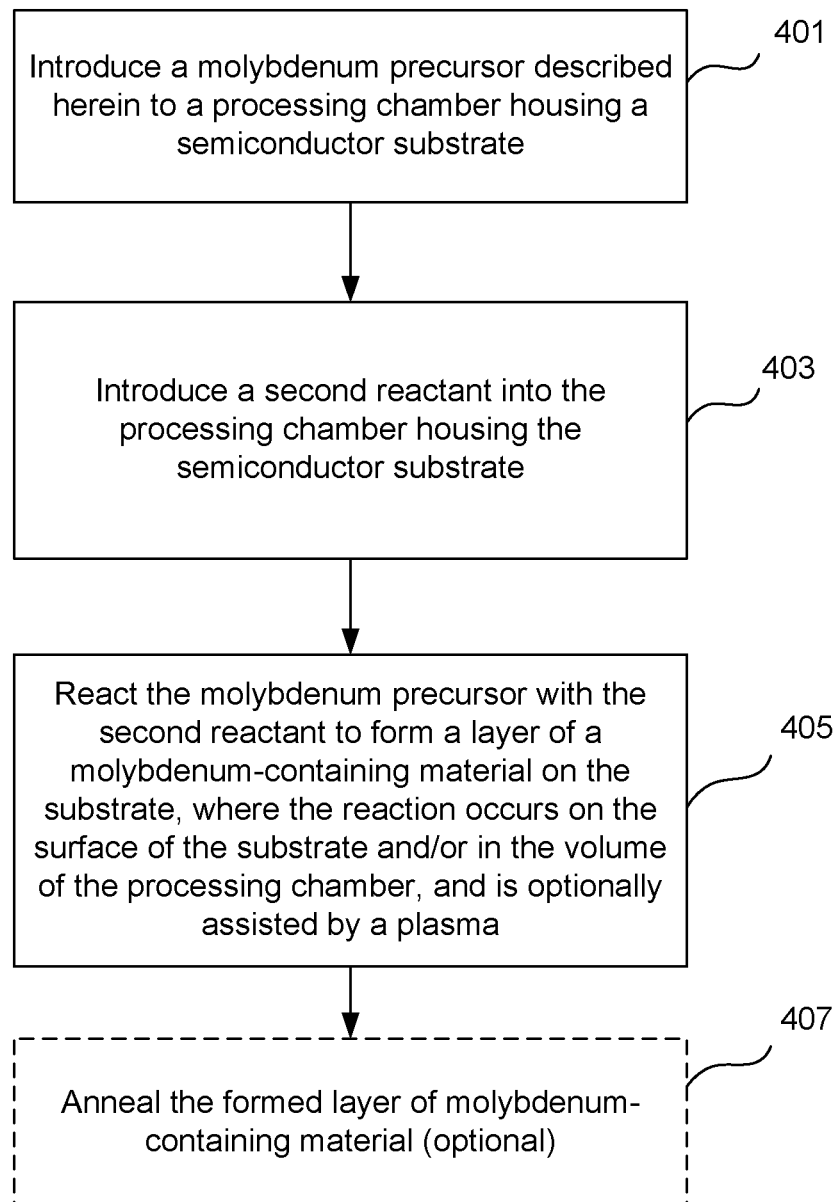 401
Introduce a molybdenum precursor described
herein to a processing chamber housing a
semiconductor substrate
403
Introduce a second reactant into the
processing chamber housing the
semiconductor substrate
405
React the molybdenum precursor with the
second reactant to form a layer of a
molybdenum-containing material on the
substrate, where the reaction occurs on the
surface of the substrate and/or in the volume
of the processing chamber, and is optionally
assisted by a plasma
407
Anneal the formed layer of molybdenum-
containing material (optional)